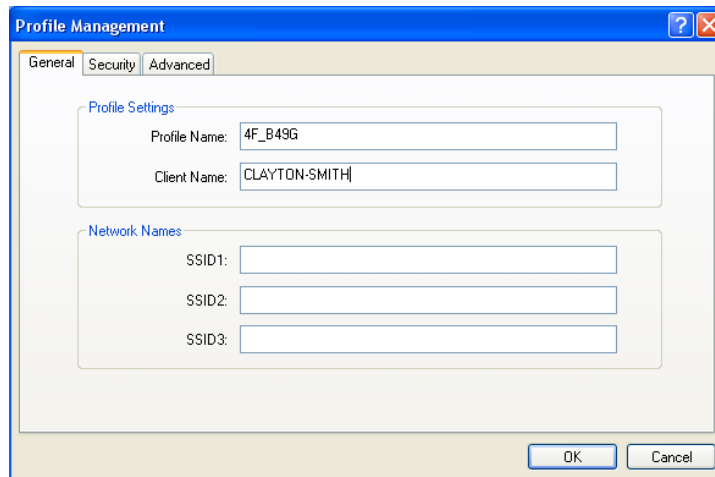 Profile Management
General Security Advanced
Profile Settings
Profile Name: 4F_B49G
Client Name: CLAYTON-SMITH
Network Names
SSID1:
SSID2:
SSID3:
OK Cancel